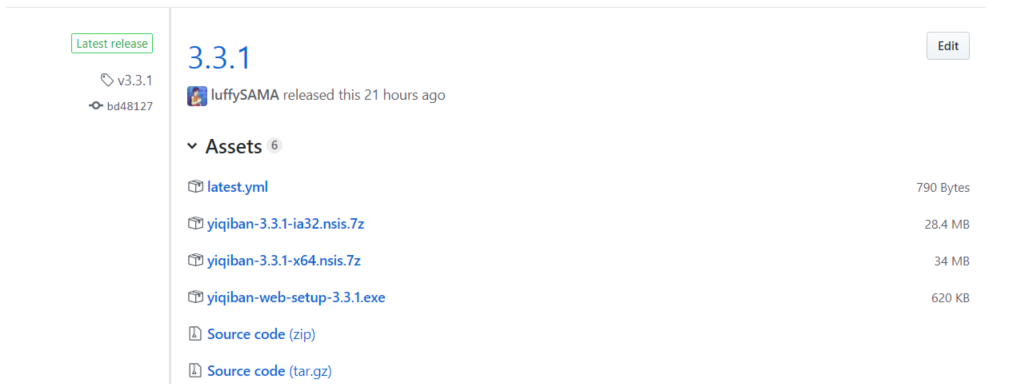 Latest release
v3.3.1
bd48127
3.3.1
Edit
luffySAMA released this 21 hours ago
Assets 6
latest.yml 790 Bytes
yiqiban-3.3.1-ia32.nsis.7z 28.4 MB
yiqiban-3.3.1-x64.nsis.7z 34 MB
yiqiban-web-setup-3.3.1.exe 620 KB
Source code (zip)
Source code (tar.gz)